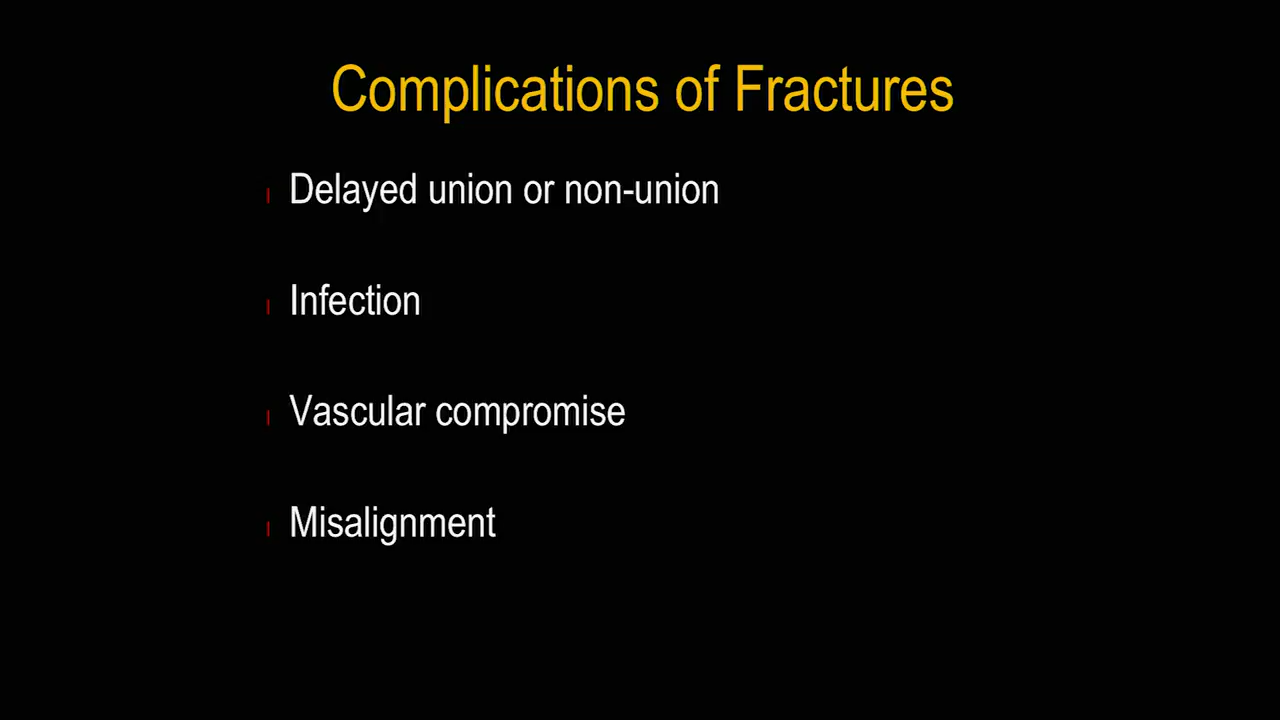 Complications of Fractures
Delayed union or non-union
Infection
Vascular compromise
Misalignment